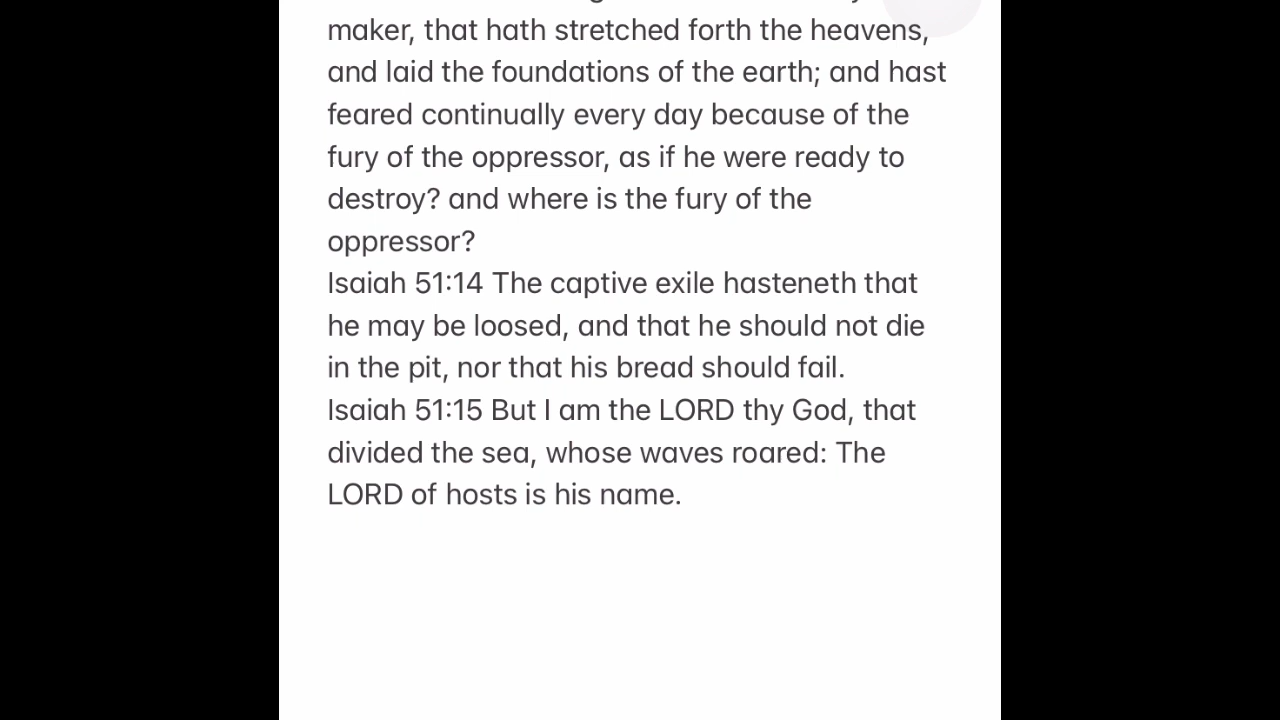 maker, that hath stretched forth the heavens,
and laid the foundations of the earth; and hast
feared continually every day because of the
fury of the oppressor, as if he were ready to
destroy? and where is the fury of the
oppressor?
Isaiah 51:14 The captive exile hasteneth that
he may be loosed, and that he should not die
in the pit, nor that his bread should fail.
Isaiah 51:15 But I am the LORD thy God, that
divided the sea, whose waves roared: The
LORD of hosts is his name.